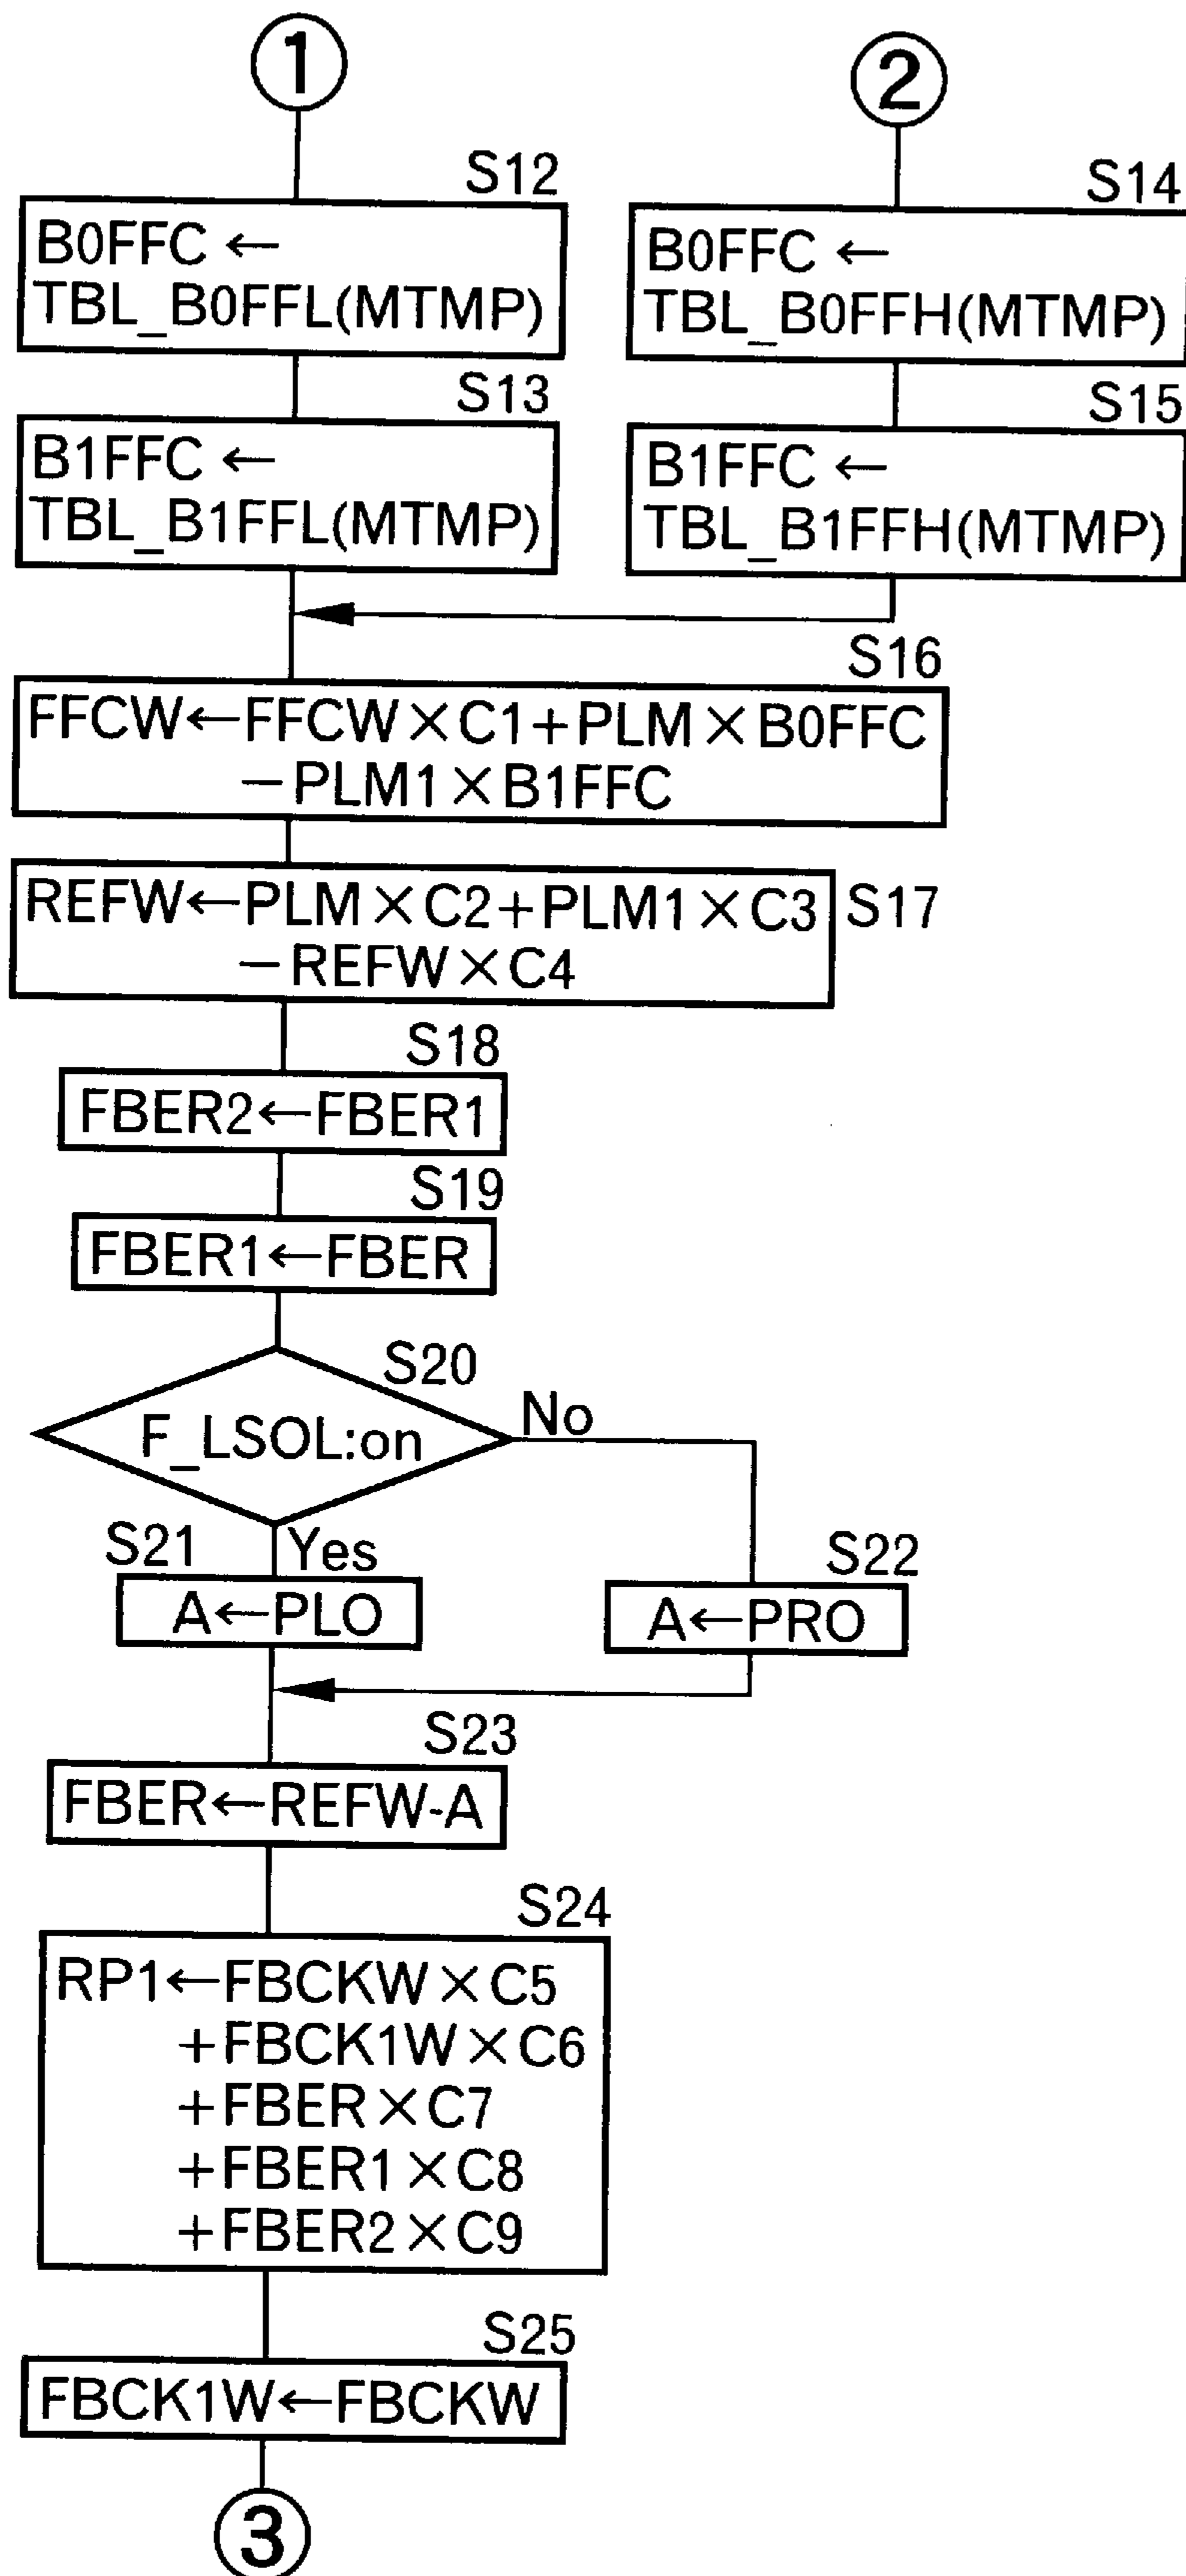 1
2
S12
B0FFC ←
TBL_B0FFL(MTMP)
S14
B0FFC ←
TBL_B0FFH(MTMP)
S13
B1FFC ←
TBL_B1FFL(MTMP)
S15
B1FFC ←
TBL_B1FFH(MTMP)
S16
FFCW←FFCW×C1+PLM×B0FFC
−PLM1×B1FFC
S17
REFW←PLM×C2+PLM1×C3
−REFW×C4
S18
FBER2←FBER1
S19
FBER1←FBER
S20
F_LSOL:on
No
Yes
S21
A←PLO
S22
A←PRO
S23
FBER←REFW-A
S24
RP1←FBCKW×C5
+FBCK1W×C6
+FBER×C7
+FBER1×C8
+FBER2×C9
S25
FBCK1W←FBCKW
3